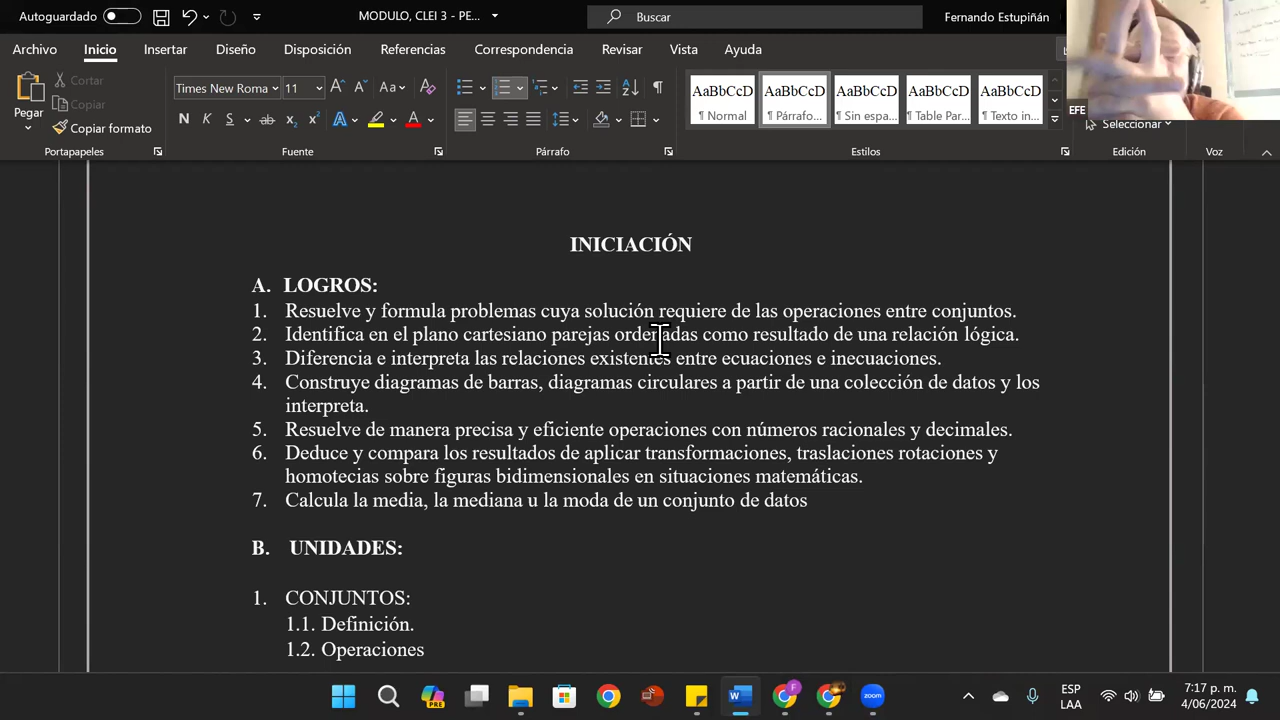 Autoguardado
MODULO, CLEI 3 - PE...
Buscar
Fernando Estupiñán
Archivo Inicio Insertar Diseño Disposición Referencias Correspondencia Revisar Vista Ayuda
Pegar
Cortar
Copiar
Copiar formato
Portapapeles
Times New Roma 11
Aa
N K S ab x₂ x² A A
Fuente
Párrafo
AaBbCcD AaBbCcD AaBbCcD AaBbCcD AaBbCcD
¶ Normal ¶ Párrafo... ¶ Sin espa... ¶ Table Par... ¶ Texto in...
Estilos
EFE
Seleccionar
Edición
Voz
INICIACIÓN
A. LOGROS:
1. Resuelve y formula problemas cuya solución requiere de las operaciones entre conjuntos.
2. Identifica en el plano cartesiano parejas ordenadas como resultado de una relación lógica.
3. Diferencia e interpreta las relaciones existenes entre ecuaciones e inecuaciones.
4. Construye diagramas de barras, diagramas circulares a partir de una colección de datos y los
interpreta.
5. Resuelve de manera precisa y eficiente operaciones con números racionales y decimales.
6. Deduce y compara los resultados de aplicar transformaciones, traslaciones rotaciones y
homotecias sobre figuras bidimensionales en situaciones matemáticas.
7. Calcula la media, la mediana u la moda de un conjunto de datos
B. UNIDADES:
1. CONJUNTOS:
1.1. Definición.
1.2. Operaciones
PRE
F
zoom
ESP
LAA
7:17 p. m.
4/06/2024